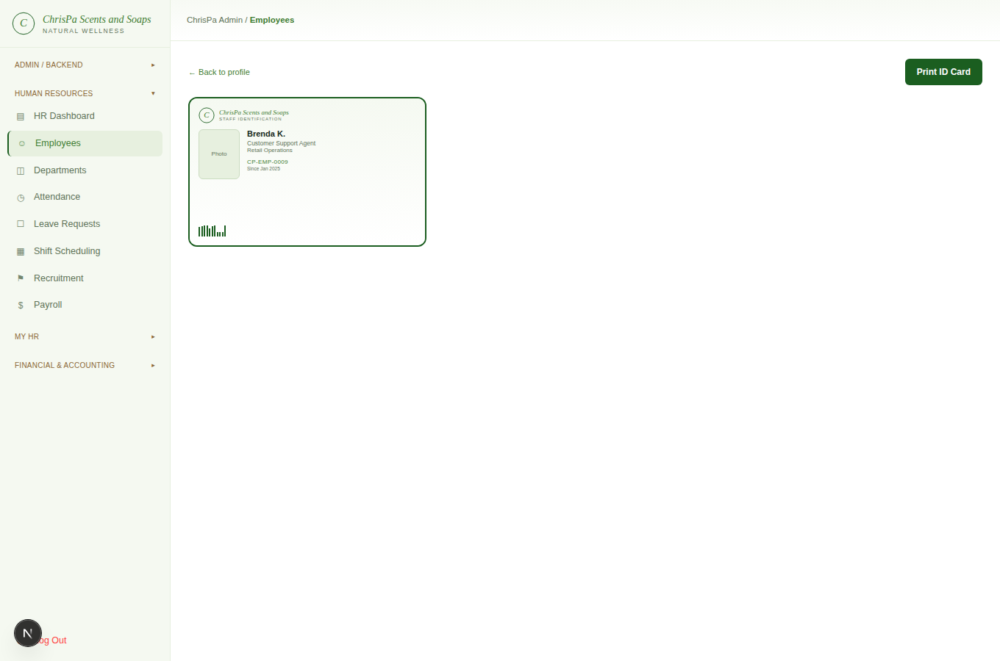 C
ChrisPa Scents and Soaps
NATURAL WELLNESS
ADMIN / BACKEND
HUMAN RESOURCES
HR Dashboard
Employees
Departments
Attendance
Leave Requests
Shift Scheduling
Recruitment
$ Payroll
MY HR
FINANCIAL & ACCOUNTING
N
og Out
ChrisPa Admin / Employees
← Back to profile
Print ID Card
C
ChrisPa Scents and Soaps
STAFF IDENTIFICATION
Photo
Brenda K.
Customer Support Agent
Retail Operations
CP-EMP-0009
Since Jan 2025